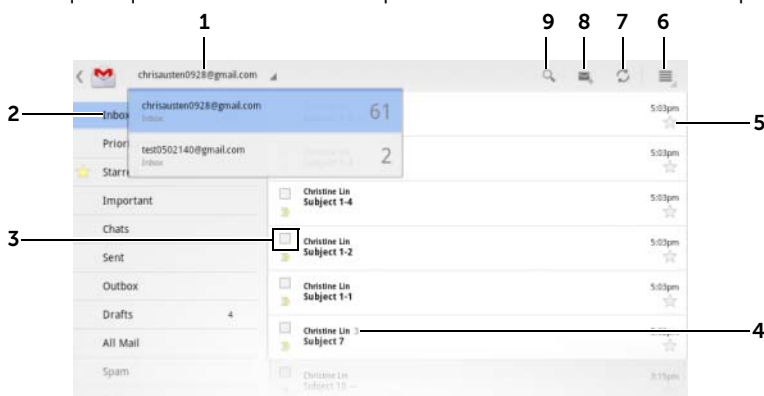 1
9 8 7 6
chrisausten0928@gmail.com
2
Inbox
chrisausten0928@gmail.com
Inbox
61
5:03pm
5
test0502140@gmail.com
Inbox
2
5:03pm
Important
Christine Lin
Subject 1-4
5:03pm
Chats
3
Christine Lin
Subject 1-2
5:03pm
Sent
Outbox
Christine Lin
Subject 1-1
5:03pm
Drafts 4
Christine Lin 3
Subject 7
4
All Mail
Spam
Christine Lin
3:15pm